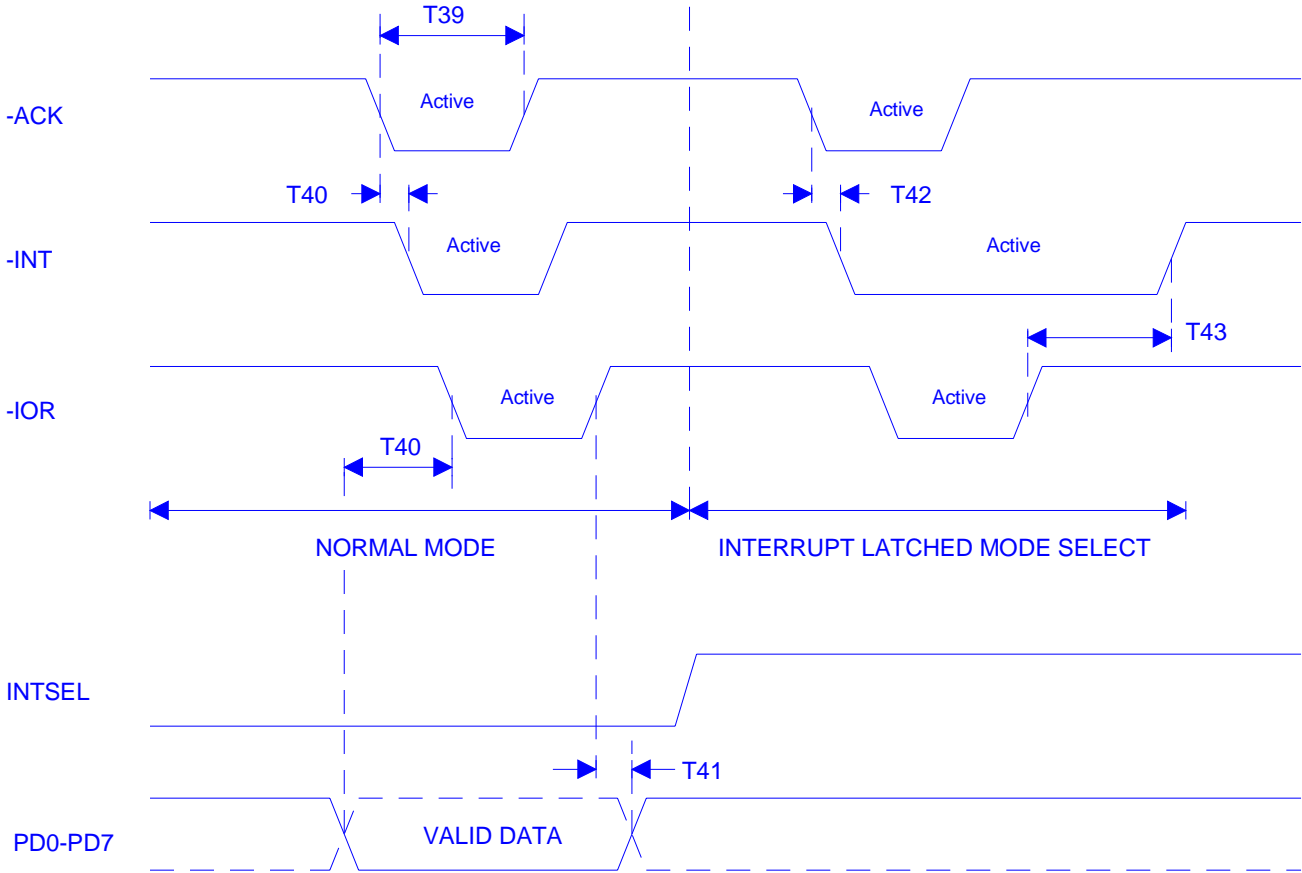 T39
-ACK
Active
Active
T40
T42
-INT
Active
Active
T43
-IOR
Active
Active
T40
NORMAL MODE
INTERRUPT LATCHED MODE SELECT
INTSEL
T41
PD0-PD7
VALID DATA